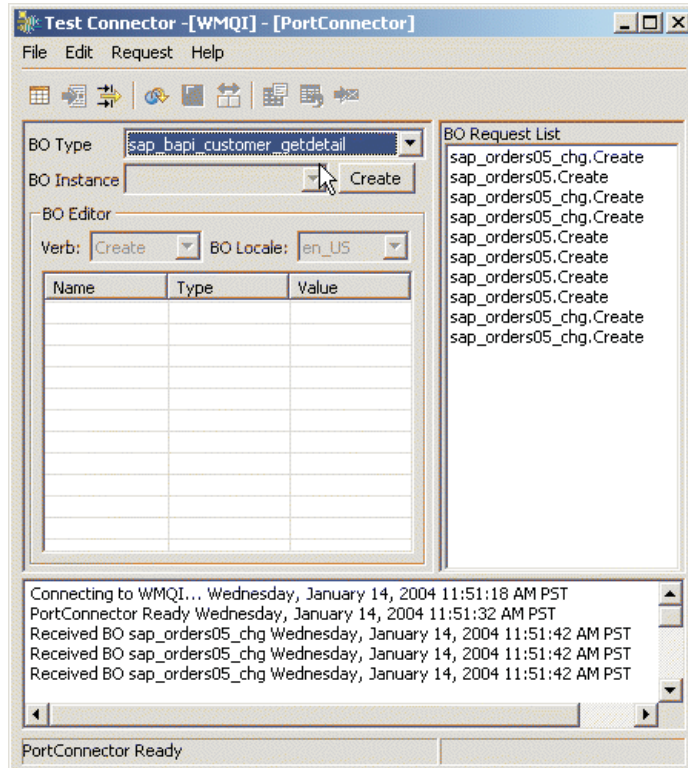 Test Connector -[WMQI] - [PortConnector]
File Edit Request Help
BO Type sap_bapi_customer_getdetail
BO Instance Create
BO Editor
Verb: Create BO Locale: en_US
Name Type Value
BO Request List
sap_orders05_chg.Create
sap_orders05.Create
sap_orders05_chg.Create
sap_orders05_chg.Create
sap_orders05.Create
sap_orders05_chg.Create
sap_orders05.Create
sap_orders05.Create
sap_orders05_chg.Create
sap_orders05_chg.Create
Connecting to WMQI... Wednesday, January 14, 2004 11:51:18 AM PST
PortConnector Ready Wednesday, January 14, 2004 11:51:32 AM PST
Received BO sap_orders05_chg Wednesday, January 14, 2004 11:51:42 AM PST
Received BO sap_orders05_chg Wednesday, January 14, 2004 11:51:42 AM PST
Received BO sap_orders05_chg Wednesday, January 14, 2004 11:51:42 AM PST
PortConnector Ready